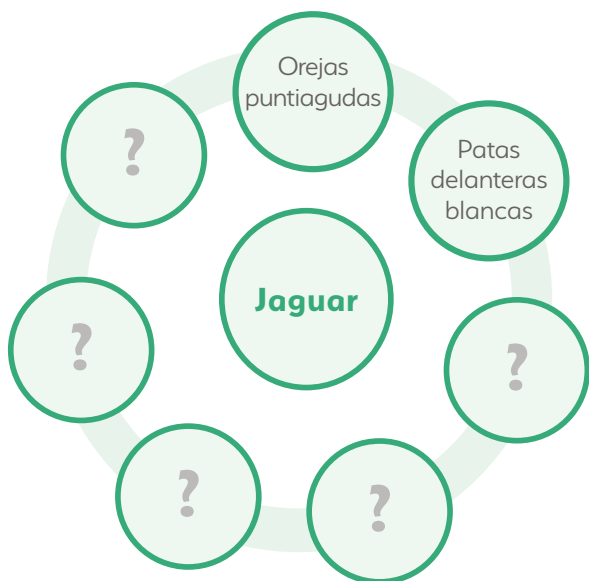 Orejas
puntiagudas
Patas
delanteras
blancas
?
Jaguar
?
?
?
?